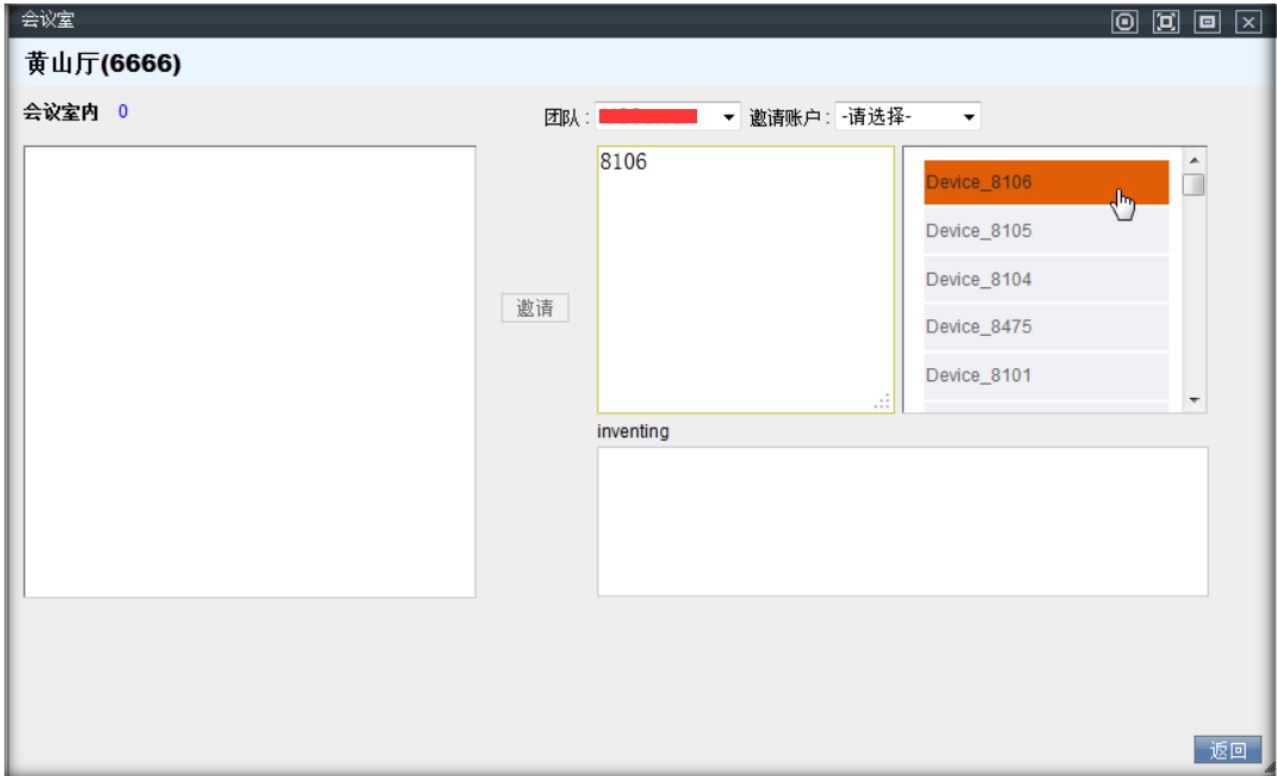 会议室
黄山厅(6666)
会议室内 0
团队 : 邀请账户 : -请选择-
8106
Device_8106
Device_8105
Device_8104
Device_8475
Device_8101
邀请
inventing
返回